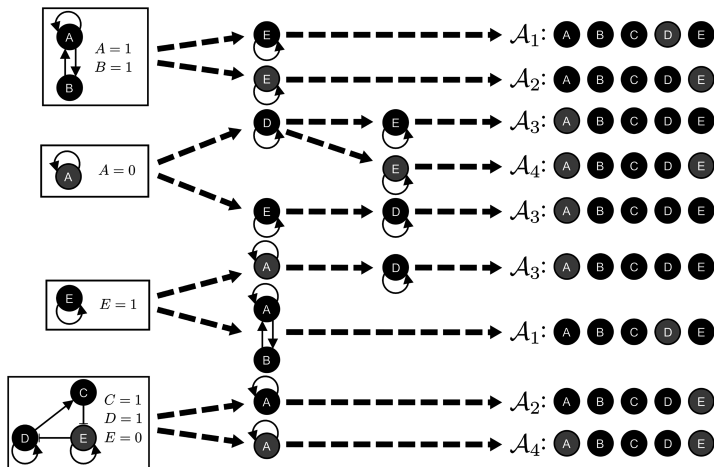 A
B
A = 1
B = 1
E
𝒜₁: A B C D E
E
𝒜₂: A B C D E
A
A = 0
D
E
𝒜₃: A B C D E
E
𝒜₄: A B C D E
E
D
𝒜₃: A B C D E
E
E = 1
A
D
𝒜₃: A B C D E
A
B
𝒜₁: A B C D E
C
D
E
C = 1
D = 1
E = 0
A
𝒜₂: A B C D E
A
𝒜₄: A B C D E